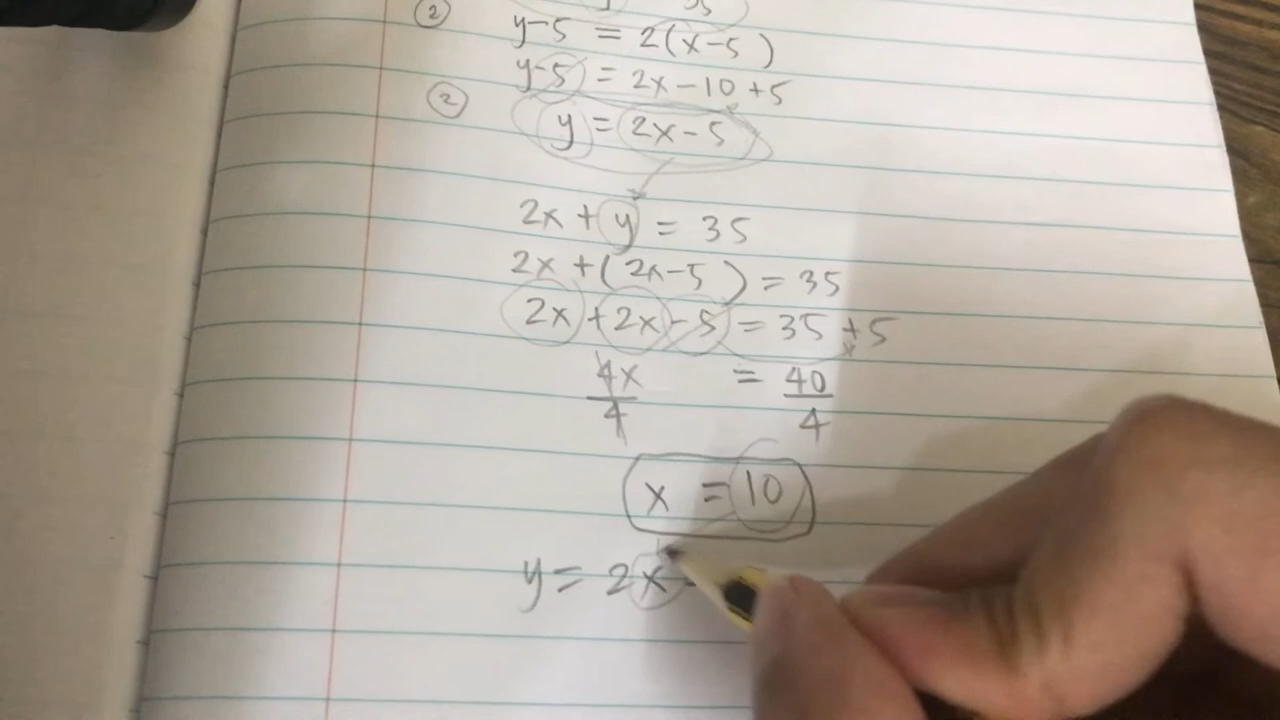 ② y-5 = 2(x-5)
y-5 = 2x-10+5
② y = 2x-5
2x + y = 35
2x + (2x-5) = 35
2x + 2x - 5 = 35 + 5
4x = 40
4 4
x = 10
y = 2x -